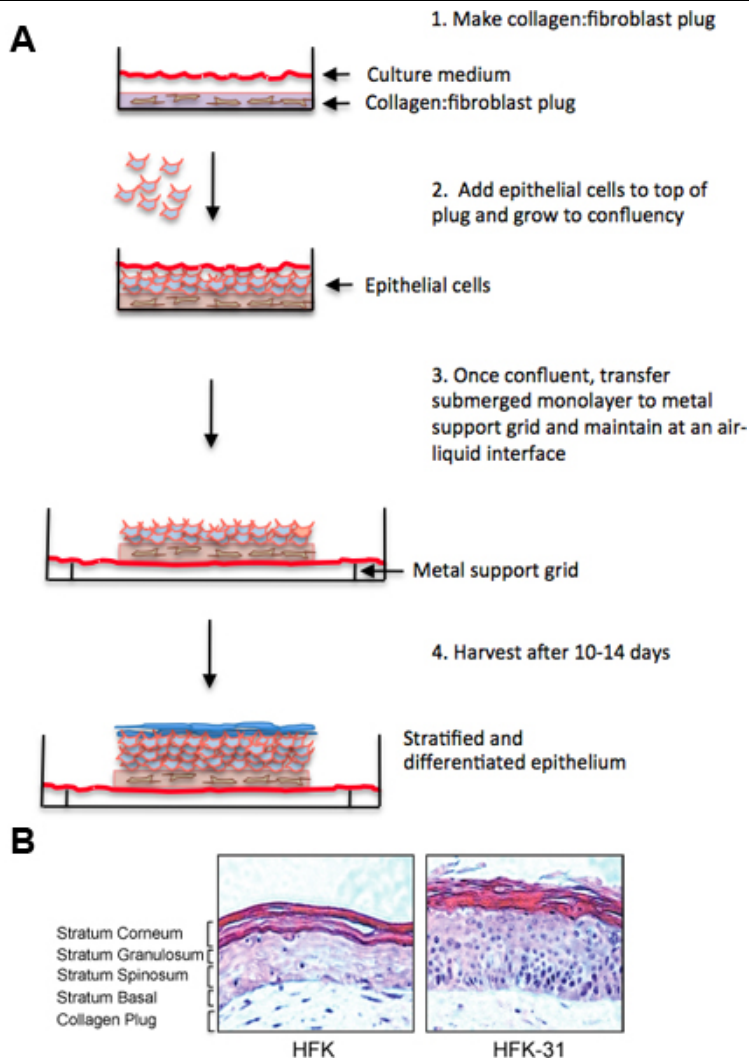 1. Make collagen:fibroblast plug
A
Culture medium
Collagen:fibroblast plug
2. Add epithelial cells to top of
plug and grow to confluency
Epithelial cells
3. Once confluent, transfer
submerged monolayer to metal
support grid and maintain at an air-
liquid interface
Metal support grid
4. Harvest after 10-14 days
Stratified and
differentiated epithelium
B
Stratum Corneum
Stratum Granulosum
Stratum Spinosum
Stratum Basal
Collagen Plug
HFK
HFK-31